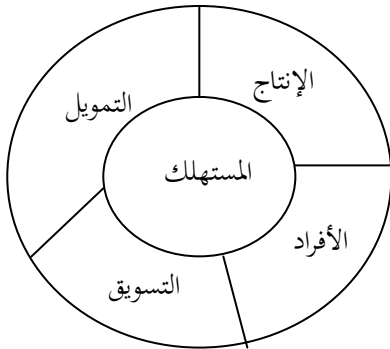 الإنتاج
التمويل
المستهلك
الأفراد
التسويق